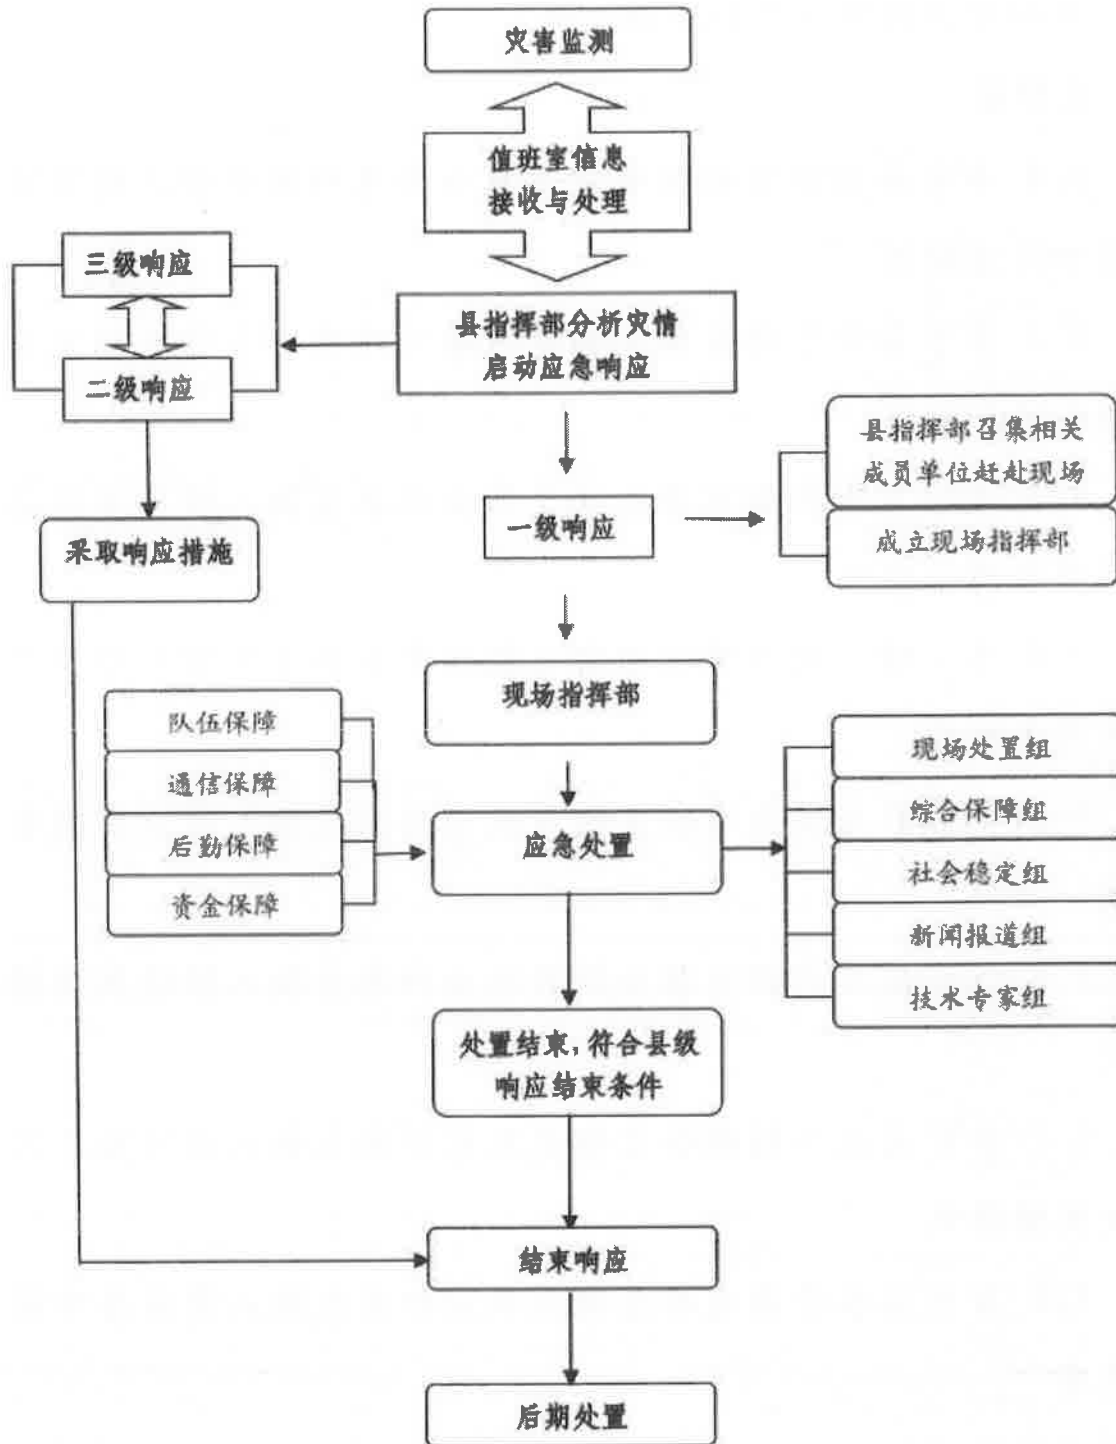 灾害监测
值班室信息
接收与处理
三级响应
二级响应
县指挥部分析灾情
启动应急响应
县指挥部召集相关
成员单位赶赴现场
成立现场指挥部
一级响应
采取响应措施
现场指挥部
队伍保障
通信保障
后勤保障
资金保障
应急处置
现场处置组
综合保障组
社会稳定组
新闻报道组
技术专家组
处置结束,符合县级
响应结束条件
结束响应
后期处置